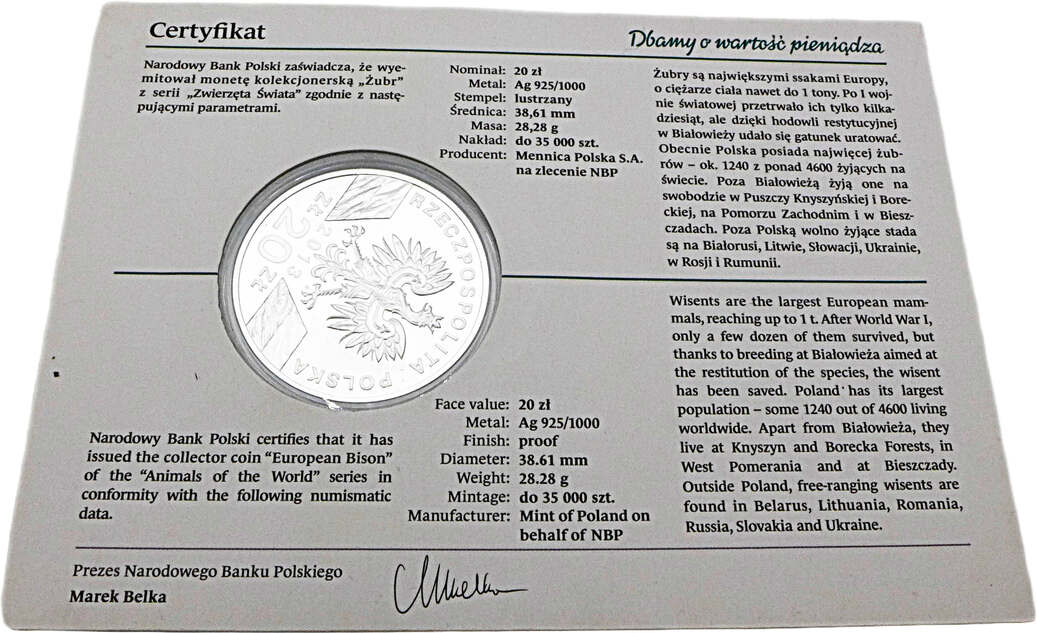 Certyfikat
Dbamy o wartość pieniądza
Narodowy Bank Polski zaświadcza, że wye-
mitował monetę kolekcjonerską „Żubr”
z serii „Zwierzęta Świata” zgodnie z nastę-
pującymi parametrami.
Nominał: 20 zł
Metal: Ag 925/1000
Stempel: lustrzany
Średnica: 38,61 mm
Masa: 28,28 g
Nakład: do 35 000 szt.
Producent: Mennica Polska S.A.
na zlecenie NBP
Żubry są największymi ssakami Europy,
o ciężarze ciała nawet do 1 tony. Po I woj-
nie światowej przetrwało ich tylko kilka-
dziesiąt, ale dzięki hodowli restytucyjnej
w Białowieży udało się gatunek uratować.
Obecnie Polska posiada najwięcej żub-
rów – ok. 1240 z ponad 4600 żyjących na
świecie. Poza Białowieżą żyją one na
swobodzie w Puszczy Knyszyńskiej i Bore-
ckiej, na Pomorzu Zachodnim i w Biesz-
czadach. Poza Polską wolno żyjące stada
są na Białorusi, Litwie, Słowacji, Ukrainie,
w Rosji i Rumunii.
RZECZPOSPOLITA POLSKA
20 ZŁ
2013
ZŁ
Narodowy Bank Polski certifies that it has
issued the collector coin “European Bison”
of the “Animals of the World” series in
conformity with the following numismatic
data.
Face value: 20 zł
Metal: Ag 925/1000
Finish: proof
Diameter: 38.61 mm
Weight: 28.28 g
Mintage: do 35 000 szt.
Manufacturer: Mint of Poland on
behalf of NBP
Wisents are the largest European mam-
mals, reaching up to 1 t. After World War I,
only a few dozen of them survived, but
thanks to breeding at Białowieża aimed at
the restitution of the species, the wisent
has been saved. Poland has its largest
population – some 1240 out of 4600 living
worldwide. Apart from Białowieża, they
live at Knyszyn and Borecka Forests, in
West Pomerania and at Bieszczady.
Outside Poland, free-ranging wisents are
found in Belarus, Lithuania, Romania,
Russia, Slovakia and Ukraine.
Prezes Narodowego Banku Polskiego
Marek Belka